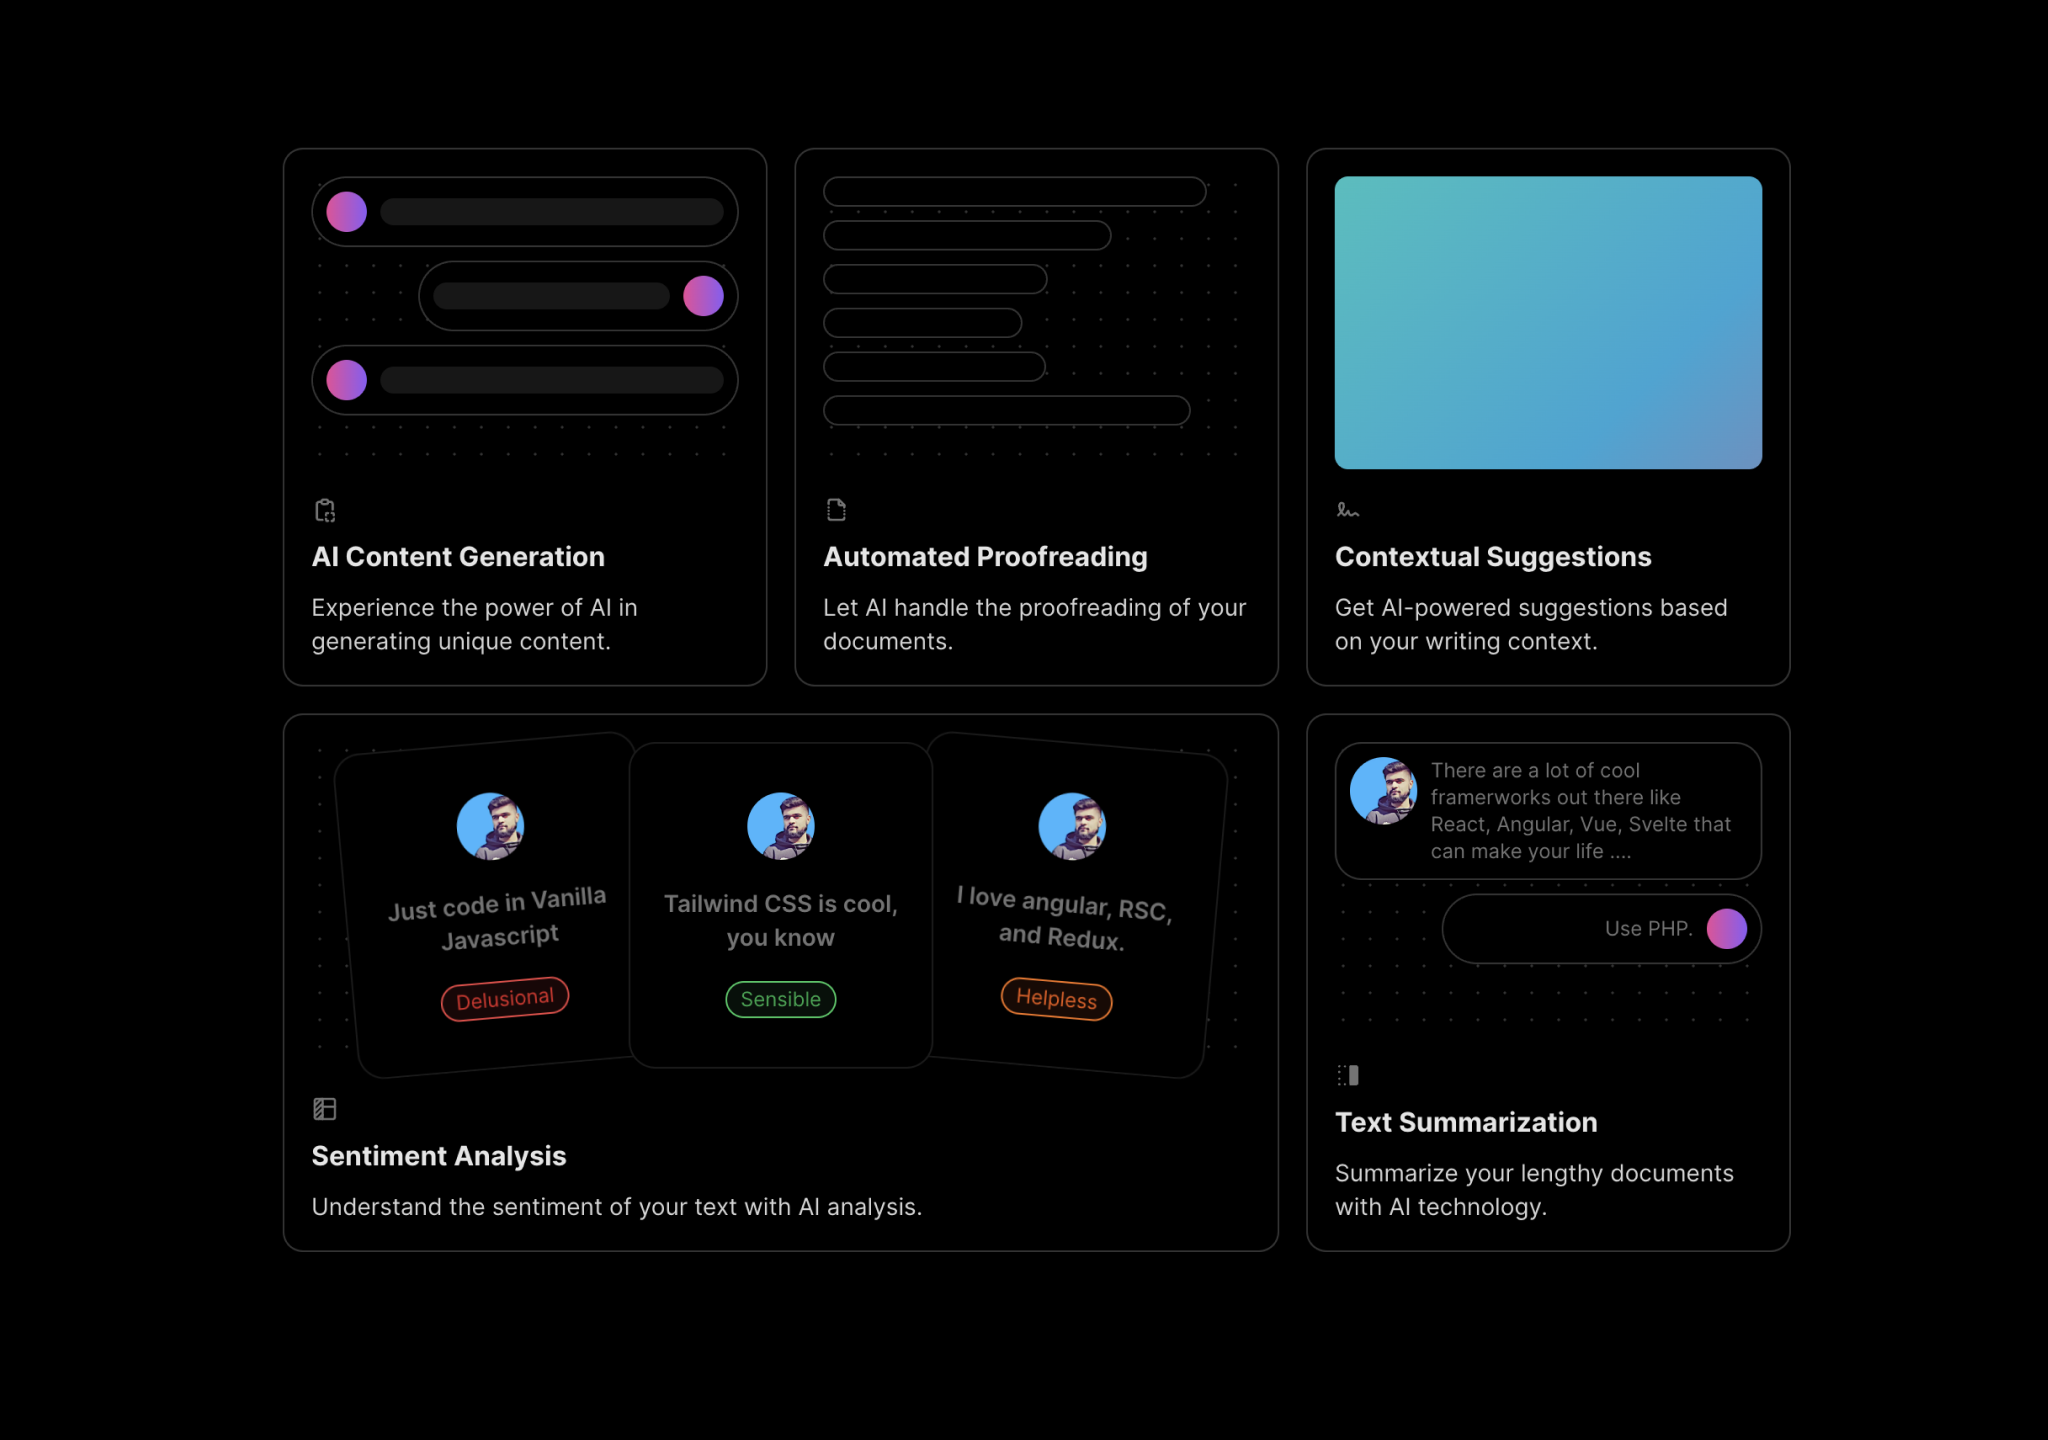 AI Content Generation
Experience the power of AI in
generating unique content.
Automated Proofreading
Let AI handle the proofreading of your
documents.
Contextual Suggestions
Get AI-powered suggestions based
on your writing context.
Just code in Vanilla
Javascript
Delusional
Tailwind CSS is cool,
you know
Sensible
I love angular, RSC,
and Redux.
Helpless
Sentiment Analysis
Understand the sentiment of your text with AI analysis.
There are a lot of cool
framerworks out there like
React, Angular, Vue, Svelte that
can make your life ....
Use PHP.
Text Summarization
Summarize your lengthy documents
with AI technology.